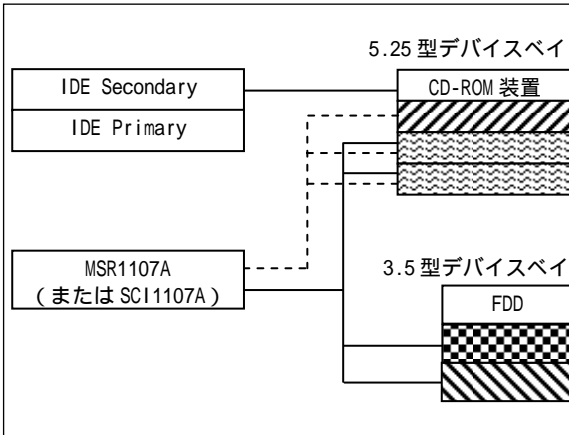 5.25 型デバイスベイ
IDE Secondary
CD-ROM 装置
IDE Primary
MSR1107A
（または SCI1107A）
3.5 型デバイスベイ
FDD